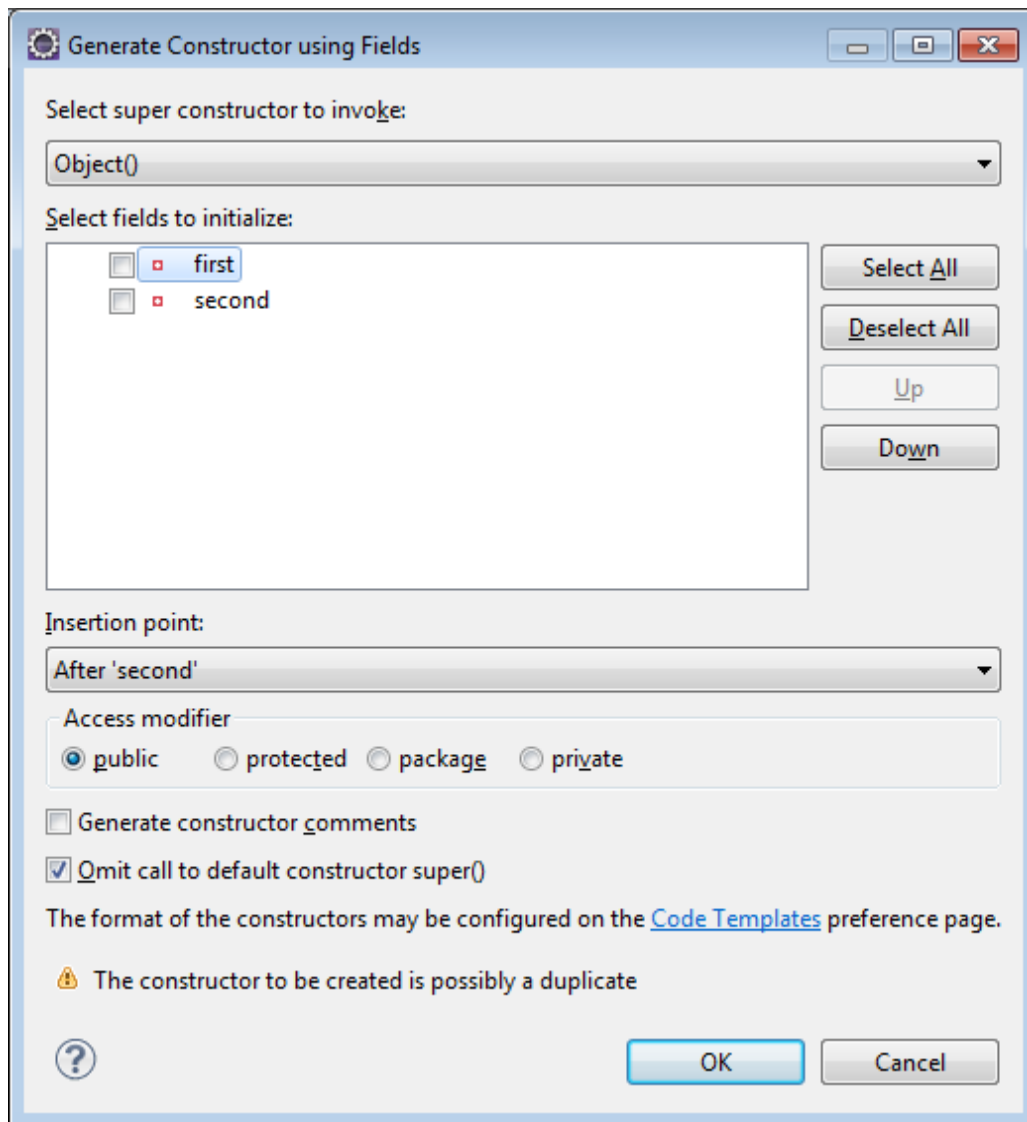 Generate Constructor using Fields
Select super constructor to invoke:
Object()
Select fields to initialize:
first
second
Select All
Deselect All
Up
Down
Insertion point:
After 'second'
Access modifier
public protected package private
Generate constructor comments
Omit call to default constructor super()
The format of the constructors may be configured on the Code Templates preference page.
The constructor to be created is possibly a duplicate
? OK Cancel